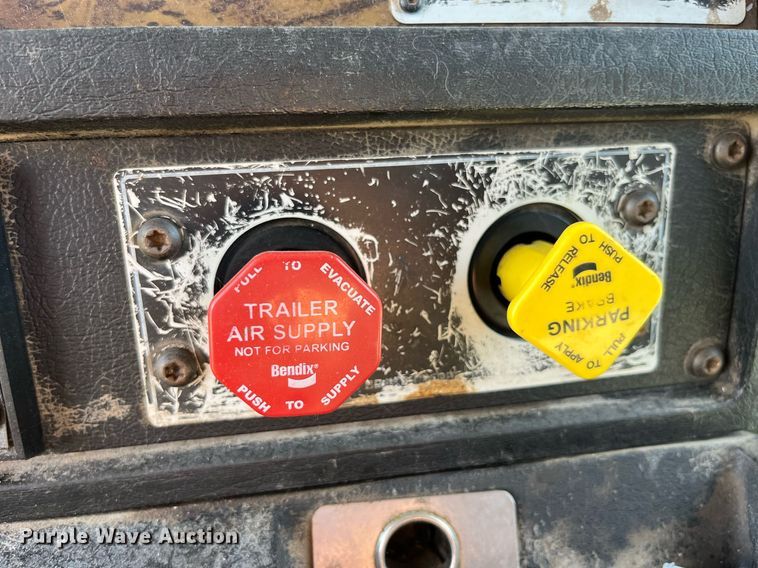 PULL TO EVACUATE
TRAILER
AIR SUPPLY
NOT FOR PARKING
Bendix®
PUSH TO SUPPLY
PUSH TO RELEASE
Bendix®
PARKING
BRAKE
PULL TO APPLY
Purple Wave Auction